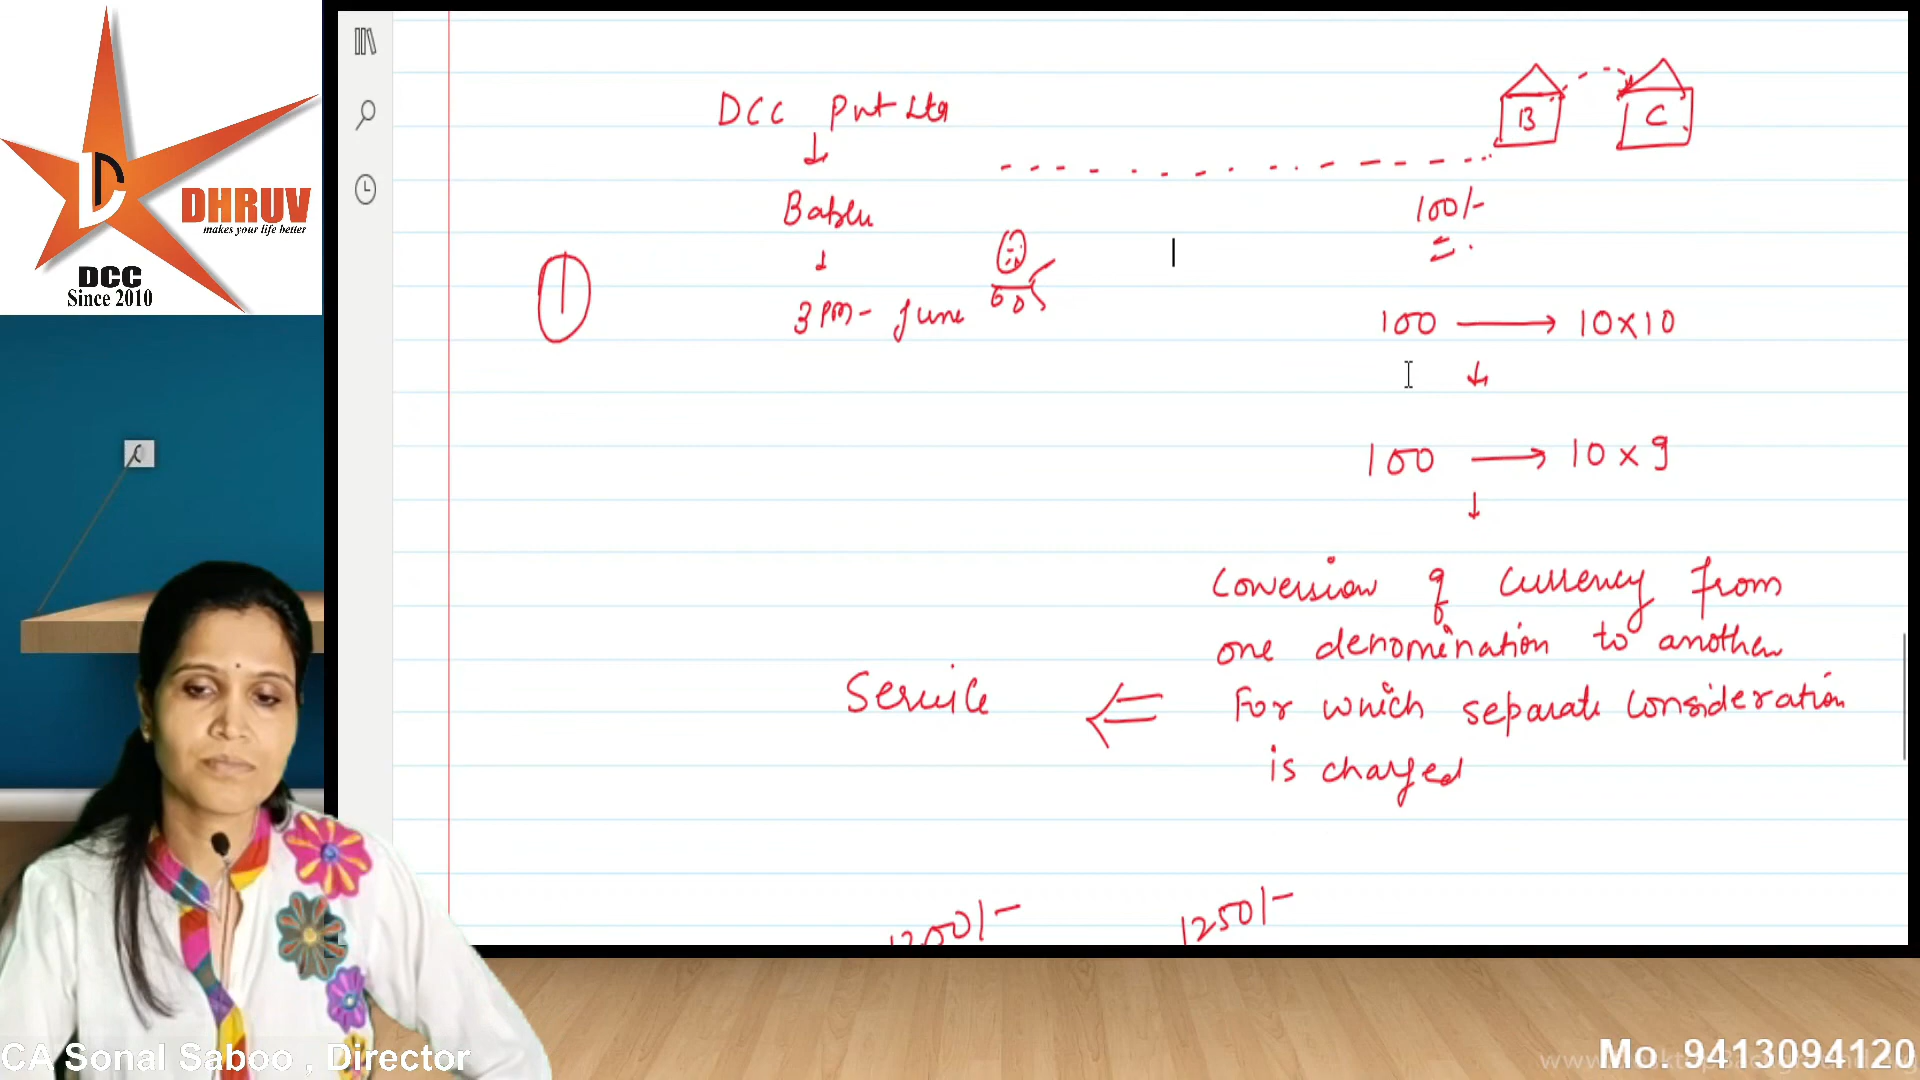 DHRUV
makes your life better
DCC
Since 2010
DCC Pvt Ltd
B C
Bablu
100/-
3 PM - June
100 → 10×10
100 → 10 × 9
Conversion of currency from
one denomination to another
Service ⇐ For which separate consideration
is charged
1200/- 1250/-
CA Sonal Saboo , Director
Mo. 9413094120